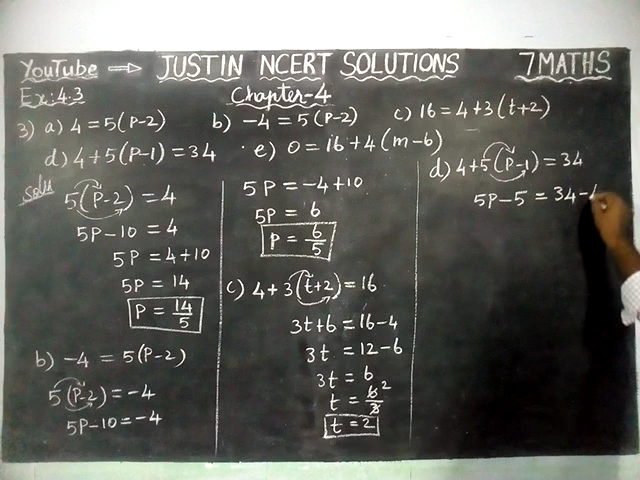 YouTube → JUSTIN NCERT SOLUTIONS 7MATHS
Ex:4.3 Chapter-4
3) a) 4 = 5(P-2) b) -4 = 5(P-2) c) 16 = 4+3(t+2)
d) 4+5(P-1) = 34 e) 0 = 16+4(m-6)
Soln
5(P-2) = 4
5P-10 = 4
5P = 4+10
5P = 14
P = 14/5
b) -4 = 5(P-2)
5(P-2) = -4
5P-10 = -4
5P = -4+10
5P = 6
P = 6/5
c) 4+3(t+2) = 16
3t+6 = 16-4
3t = 12-6
3t = 6
t = 6/3 2
t = 2
d) 4+5(P-1) = 34
5P-5 = 34-4